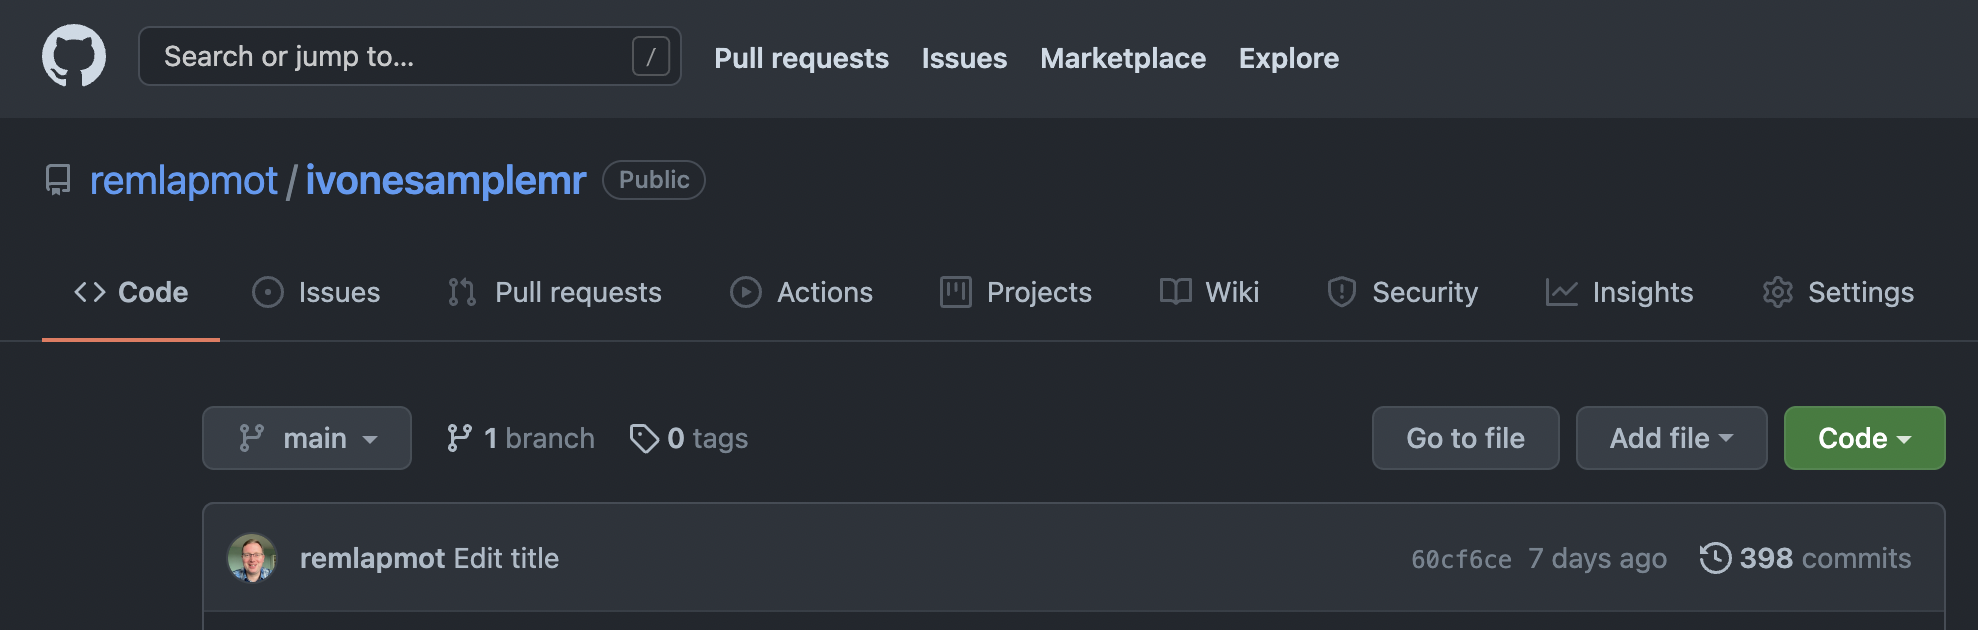 Search or jump to... / Pull requests Issues Marketplace Explore
remlapmot / ivonesamplemr Public
Code Issues Pull requests Actions Projects Wiki Security Insights Settings
main 1 branch 0 tags Go to file Add file Code
remlapmot Edit title 60cf6ce 7 days ago 398 commits